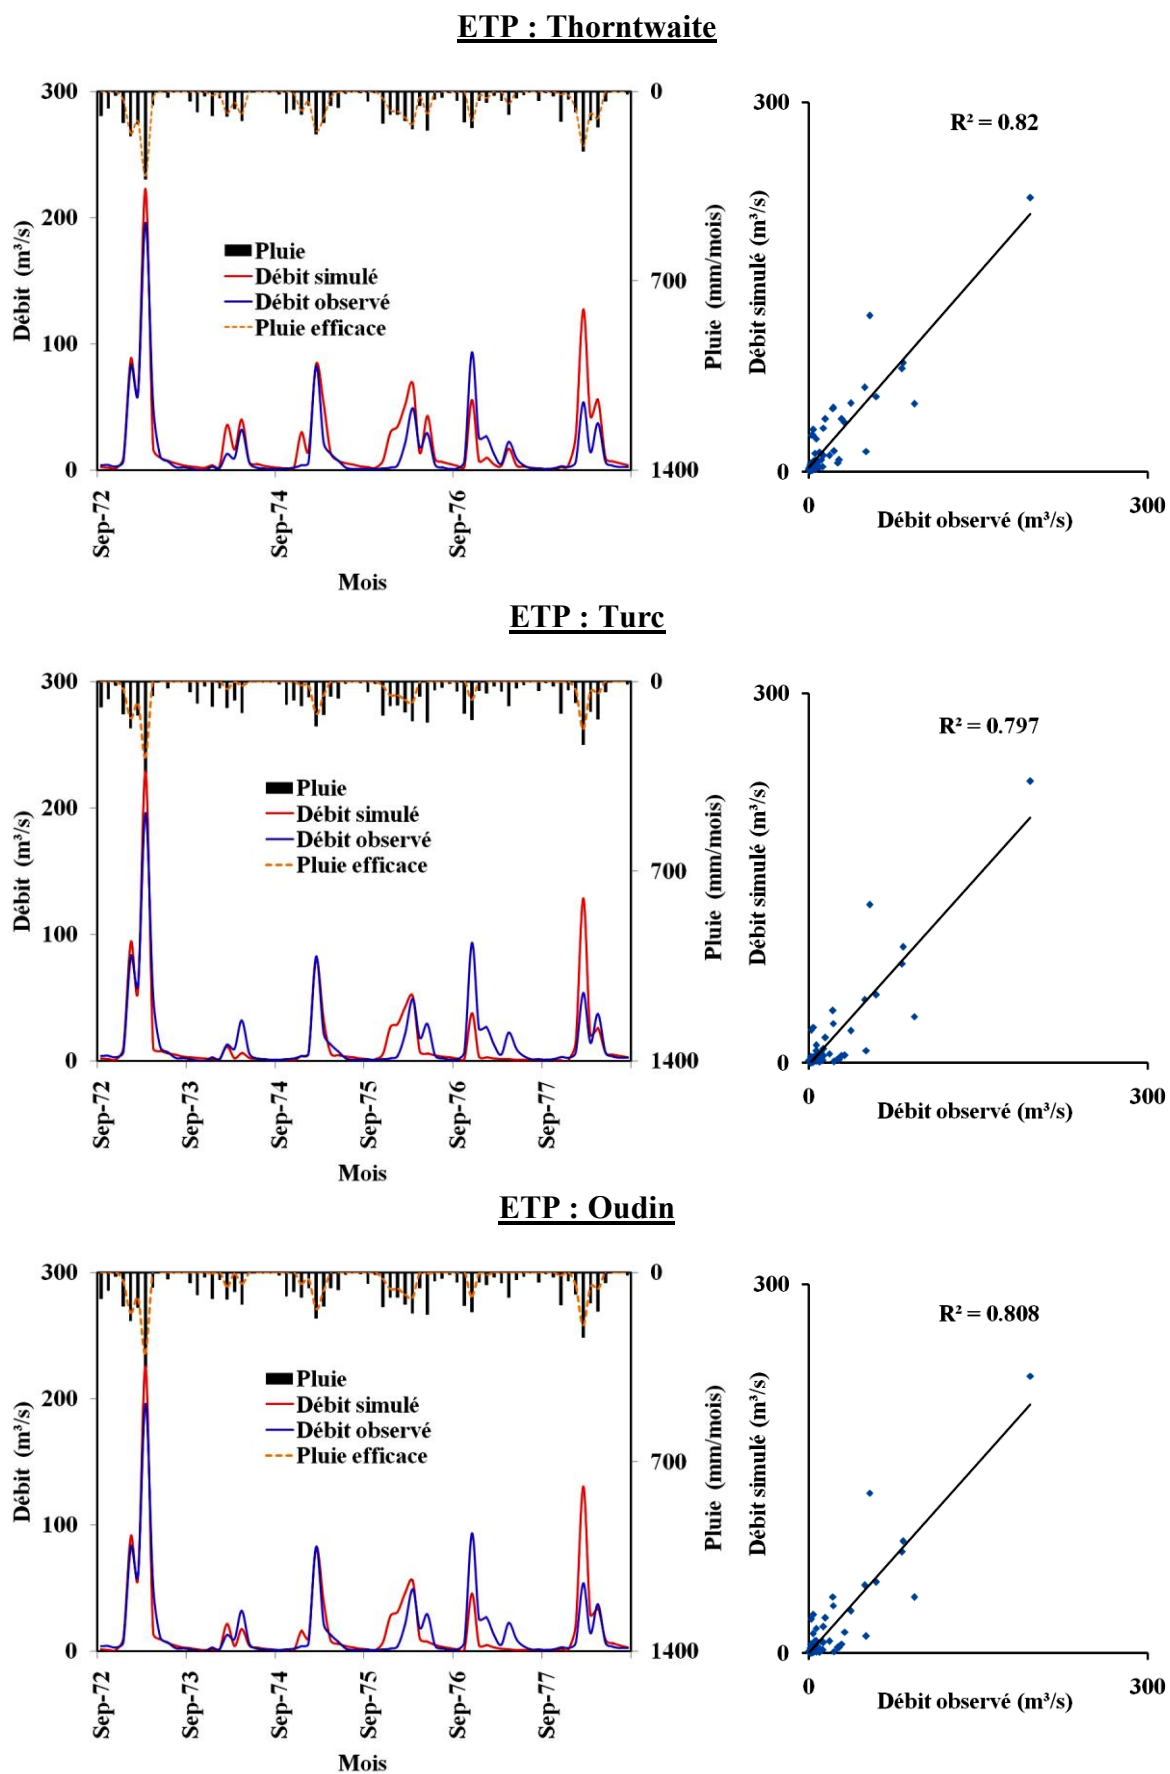 ETP : Thorntwaite
300
200
100
0
Débit (m³/s)
Pluie
Débit simulé
Débit observé
Pluie efficace
0
700
1400
Pluie (mm/mois)
Sep-72
Sep-74
Sep-76
Mois
R² = 0.82
300
0
Débit simulé (m³/s)
0
300
Débit observé (m³/s)
ETP : Turc
300
200
100
0
Débit (m³/s)
Pluie
Débit simulé
Débit observé
Pluie efficace
0
700
1400
Pluie (mm/mois)
Sep-72
Sep-73
Sep-74
Sep-75
Sep-76
Sep-77
Mois
R² = 0.797
300
0
Débit simulé (m³/s)
0
300
Débit observé (m³/s)
ETP : Oudin
300
200
100
0
Débit (m³/s)
Pluie
Débit simulé
Débit observé
Pluie efficace
0
700
1400
Pluie (mm/mois)
Sep-72
Sep-73
Sep-74
Sep-75
Sep-76
Sep-77
Mois
R² = 0.808
300
0
Débit simulé (m³/s)
0
300
Débit observé (m³/s)